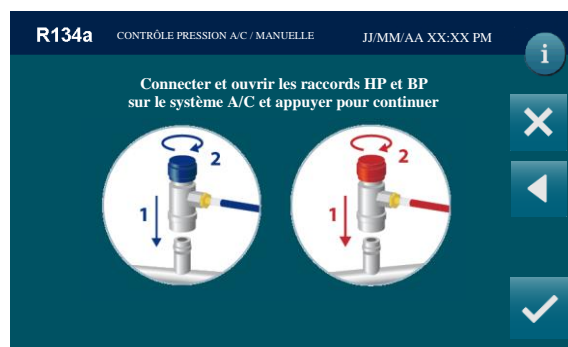 R134a CONTRÔLE PRESSION A/C / MANUELLE JJ/MM/AA XX:XX PM
i
Connecter et ouvrir les raccords HP et BP
sur le système A/C et appuyer pour continuer
2
1
2
1